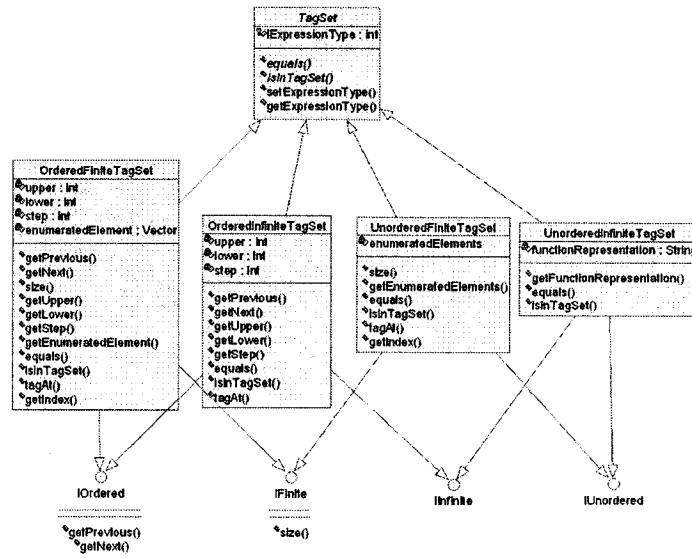 TagSet
lExpressionType : int
equals()
isInTagSet()
setExpressionType()
getExpressionType()
OrderedFiniteTagSet
upper : int
lower : int
step : int
enumeratedElement : Vector
getPrevious()
getNext()
size()
getUpper()
getLower()
getStep()
getEnumeratedElement()
equals()
isInTagSet()
tagAt()
getIndex()
OrderedInfiniteTagSet
upper : int
lower : int
step : int
getPrevious()
getNext()
getUpper()
getLower()
getStep()
equals()
isInTagSet()
tagAt()
UnorderedFiniteTagSet
enumeratedElements
size()
getEnumeratedElements()
equals()
isInTagSet()
tagAt()
getIndex()
UnorderedInfiniteTagSet
functionRepresentation : String
getFunctionRepresentation()
equals()
isInTagSet()
IOrdered
getPrevious()
getNext()
IFinite
size()
IInfinite
IUnordered